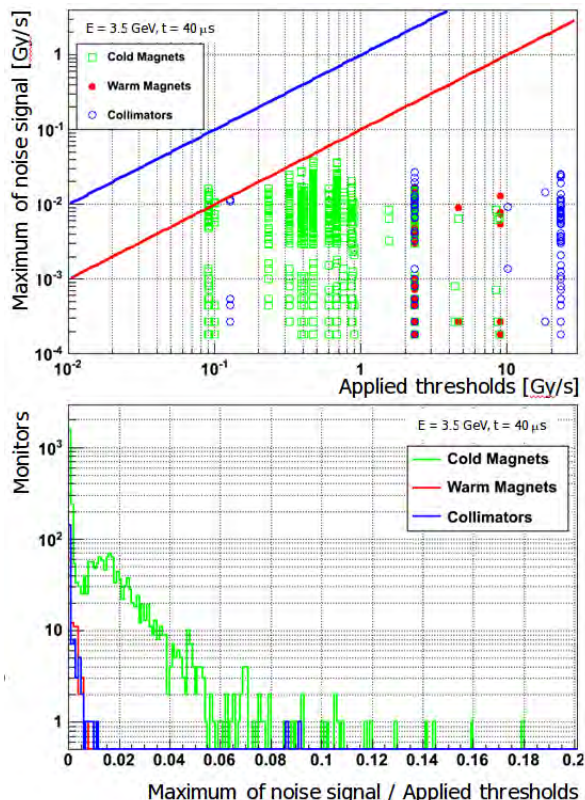 Maximum of noise signal [Gy/s]
E = 3.5 GeV, t = 40 μs
Cold Magnets
Warm Magnets
Collimators
1
10⁻¹
10⁻²
10⁻³
10⁻⁴
10⁻² 10⁻¹ 1 10
Applied thresholds [Gy/s]
Monitors
E = 3.5 GeV, t = 40 μs
Cold Magnets
Warm Magnets
Collimators
10³
10²
10
1
0 0.02 0.04 0.06 0.08 0.1 0.12 0.14 0.16 0.18 0.2
Maximum of noise signal / Applied thresholds